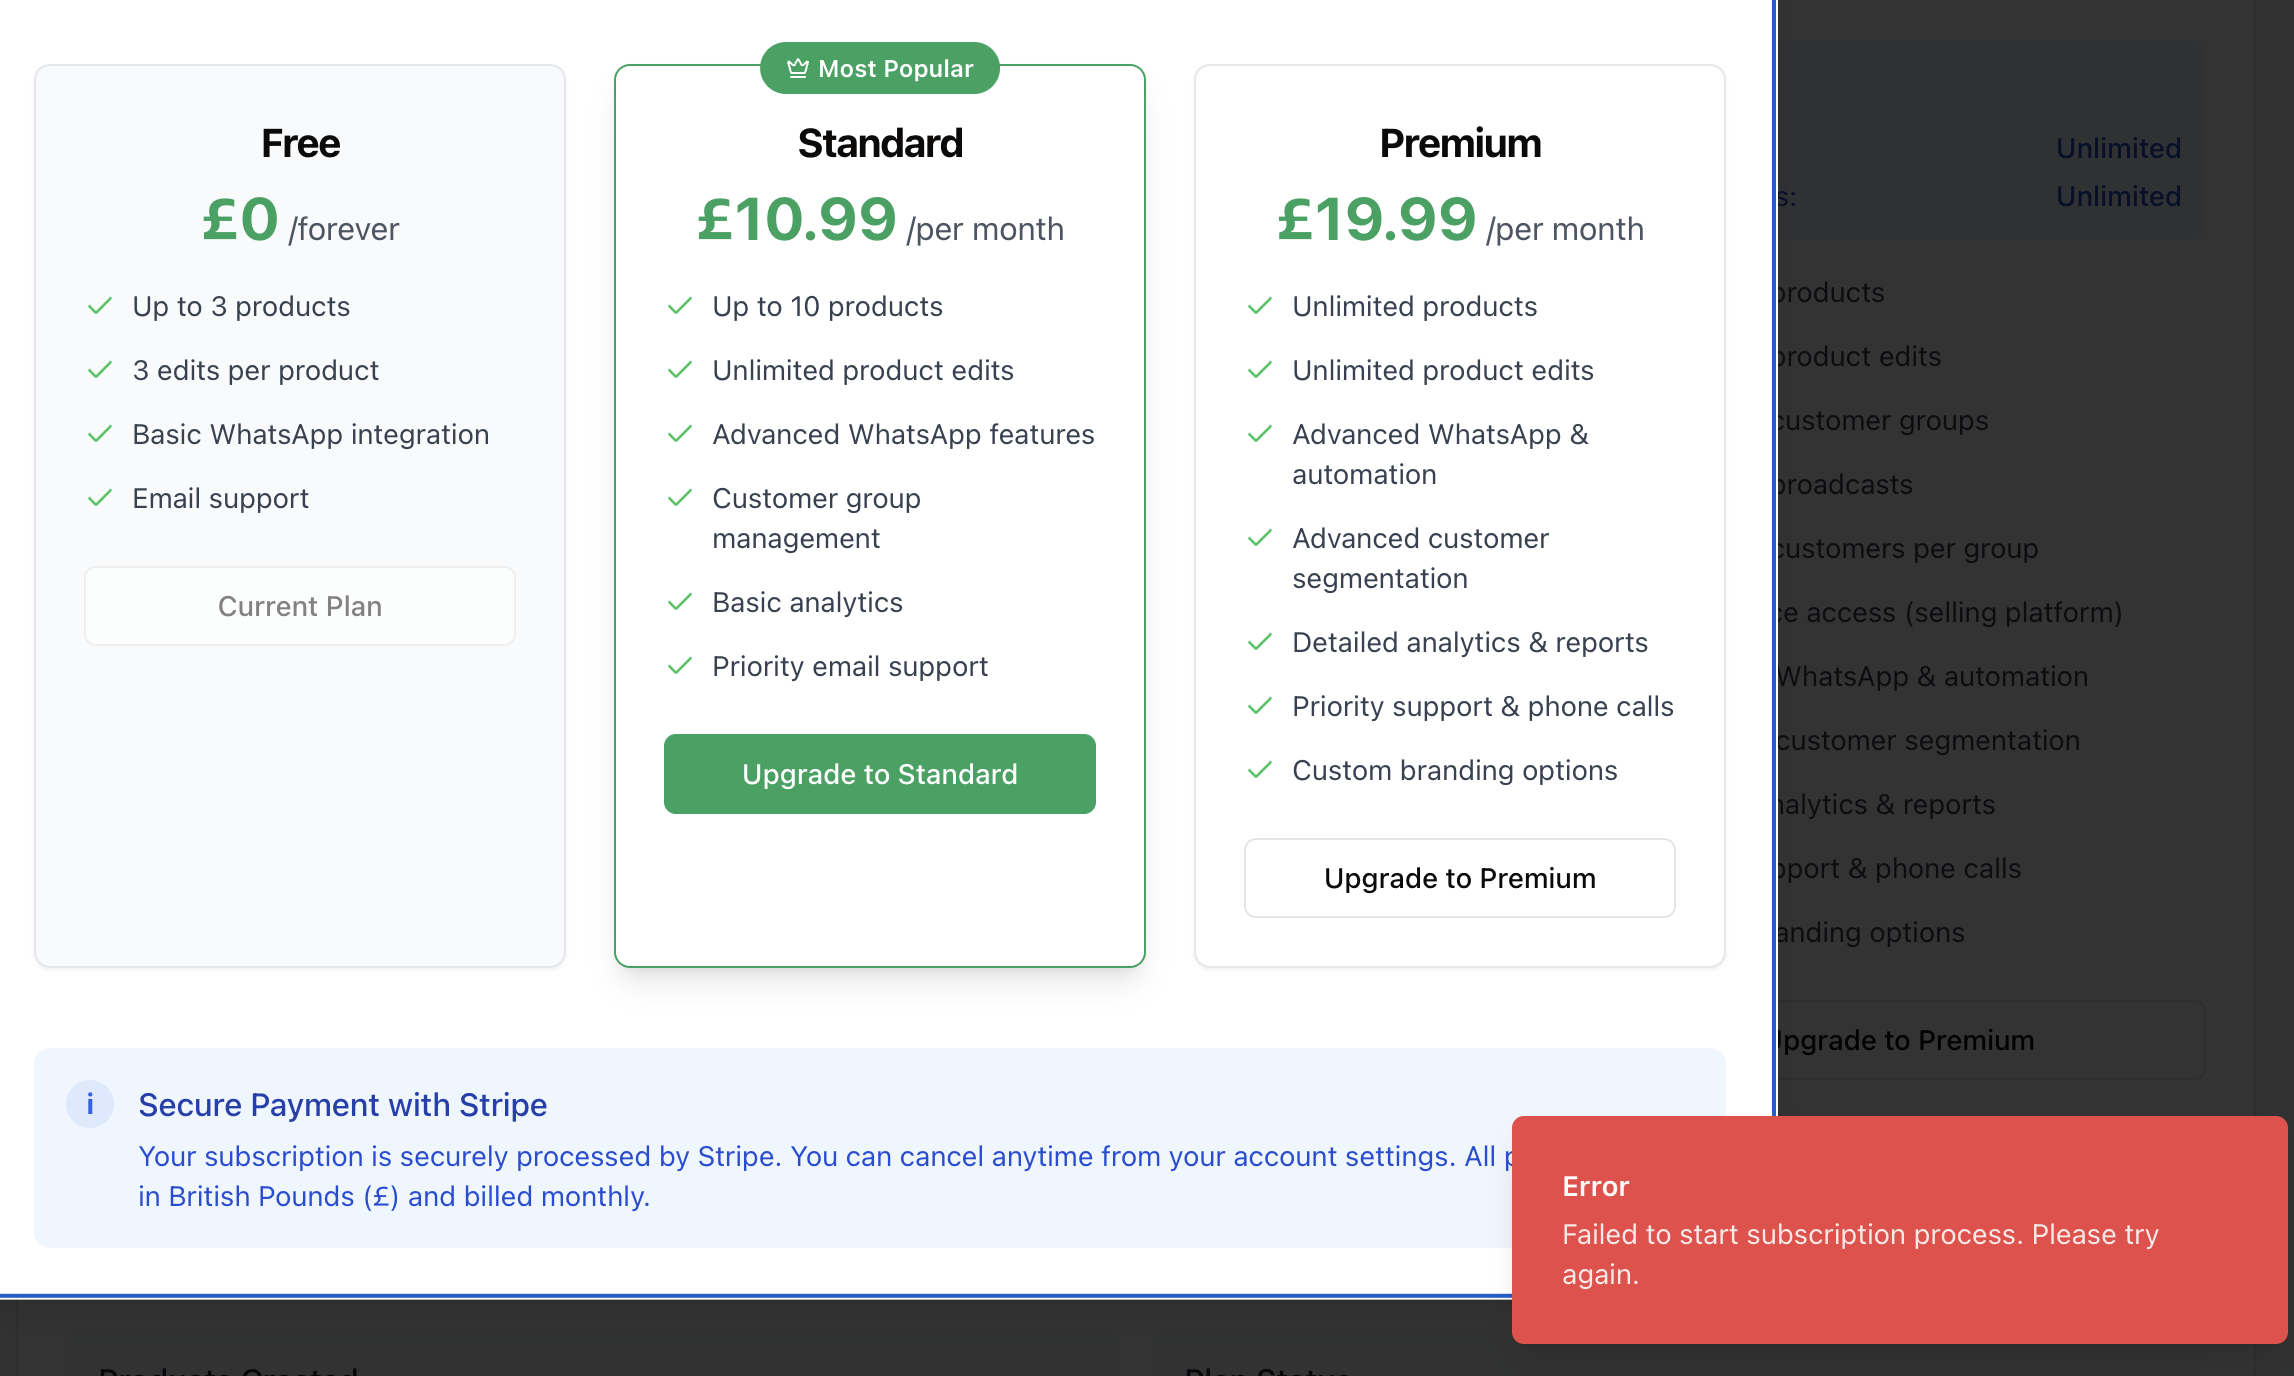 Most Popular
Free
£0 /forever
Up to 3 products
3 edits per product
Basic WhatsApp integration
Email support
Current Plan
Standard
£10.99 /per month
Up to 10 products
Unlimited product edits
Advanced WhatsApp features
Customer group
management
Basic analytics
Priority email support
Upgrade to Standard
Premium
£19.99 /per month
Unlimited products
Unlimited product edits
Advanced WhatsApp &
automation
Advanced customer
segmentation
Detailed analytics & reports
Priority support & phone calls
Custom branding options
Upgrade to Premium
Unlimited
s: Unlimited
products
product edits
customer groups
broadcasts
customers per group
ce access (selling platform)
WhatsApp & automation
customer segmentation
nalytics & reports
pport & phone calls
anding options
Upgrade to Premium
i
Secure Payment with Stripe
Your subscription is securely processed by Stripe. You can cancel anytime from your account settings. All
in British Pounds (£) and billed monthly.
Error
Failed to start subscription process. Please try
again.
Products Created
Plan Status